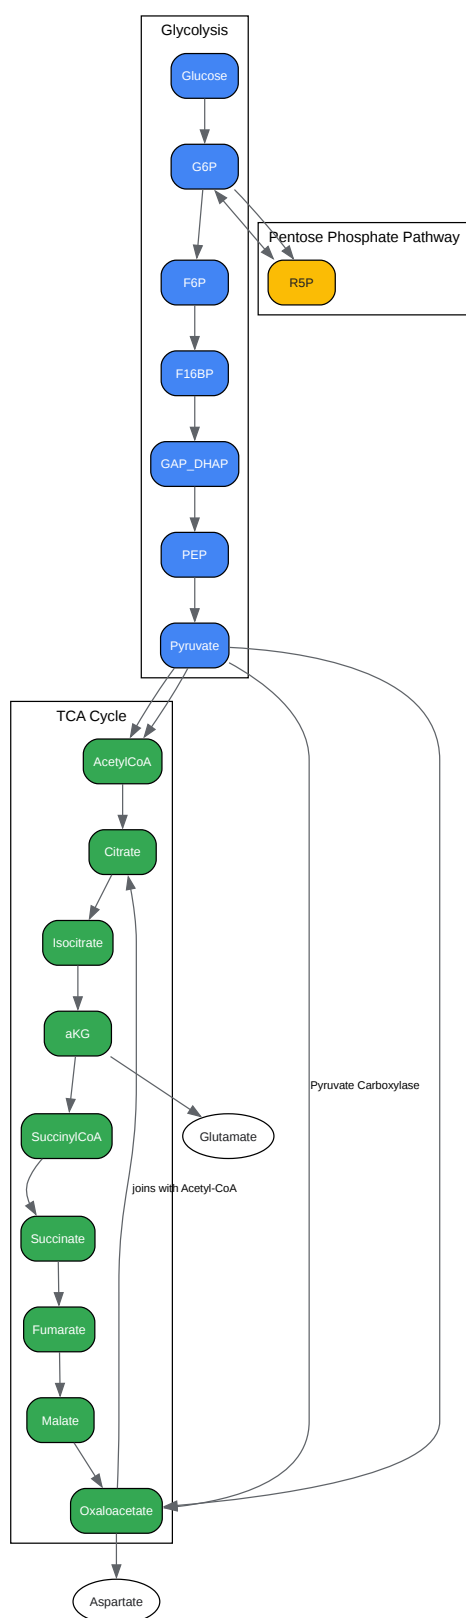 Glycolysis
Glucose
G6P
Pentose Phosphate Pathway
F6P
R5P
F16BP
GAP_DHAP
PEP
Pyruvate
TCA Cycle
AcetylCoA
Citrate
Isocitrate
aKG
Pyruvate Carboxylase
SuccinylCoA
Glutamate
joins with Acetyl-CoA
Succinate
Fumarate
Malate
Oxaloacetate
Aspartate